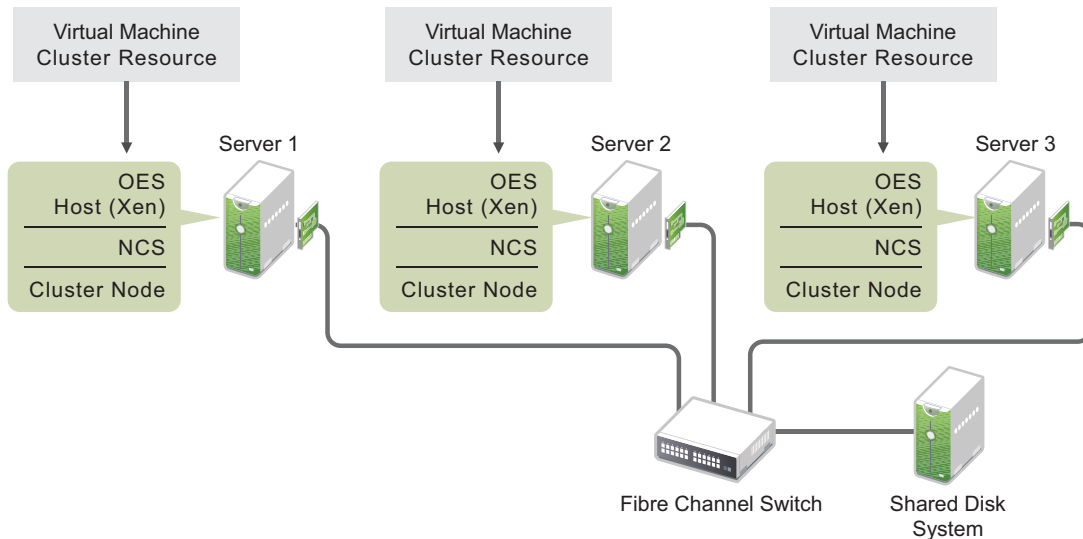 Virtual Machine
Cluster Resource
Virtual Machine
Cluster Resource
Virtual Machine
Cluster Resource
Server 1
Server 2
Server 3
OES
Host (Xen)
NCS
Cluster Node
OES
Host (Xen)
NCS
Cluster Node
OES
Host (Xen)
NCS
Cluster Node
Fibre Channel Switch
Shared Disk
System